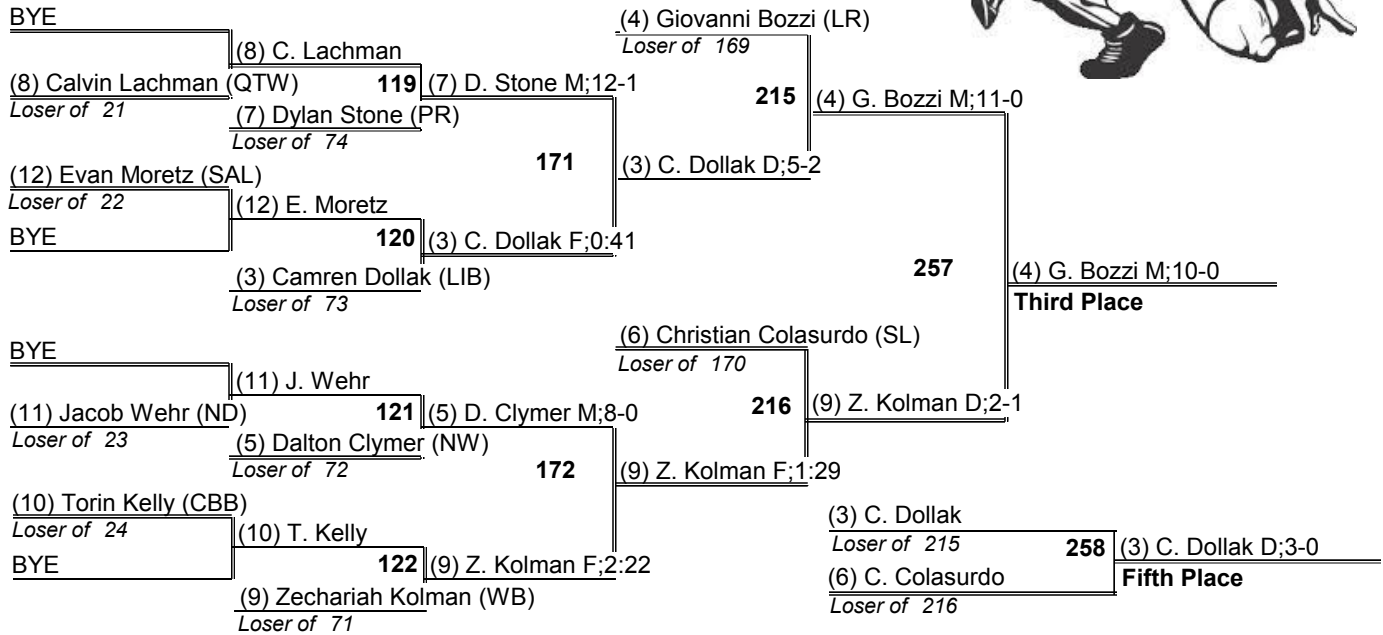 BYE
(8) C. Lachman
(8) Calvin Lachman (QTW)
Loser of 21
119
(7) D. Stone M;12-1
(7) Dylan Stone (PR)
Loser of 74
(12) Evan Moretz (SAL)
Loser of 22
(12) E. Moretz
BYE
120
(3) C. Dollak F;0:41
(3) Camren Dollak (LIB)
Loser of 73
171
(4) Giovanni Bozzi (LR)
Loser of 169
215
(4) G. Bozzi M;11-0
(3) C. Dollak D;5-2
257
(4) G. Bozzi M;10-0
Third Place
BYE
(11) J. Wehr
(11) Jacob Wehr (ND)
Loser of 23
121
(5) D. Clymer M;8-0
(5) Dalton Clymer (NW)
Loser of 72
(10) Torin Kelly (CBB)
Loser of 24
(10) T. Kelly
BYE
122
(9) Z. Kolman F;2:22
(9) Zechariah Kolman (WB)
Loser of 71
172
(6) Christian Colasurdo (SL)
Loser of 170
216
(9) Z. Kolman D;2-1
(9) Z. Kolman F;1:29
(3) C. Dollak
Loser of 215
258
(3) C. Dollak D;3-0
(6) C. Colasurdo
Fifth Place
Loser of 216